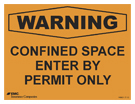 WARNING
CONFINED SPACE
ENTER BY
PERMIT ONLY